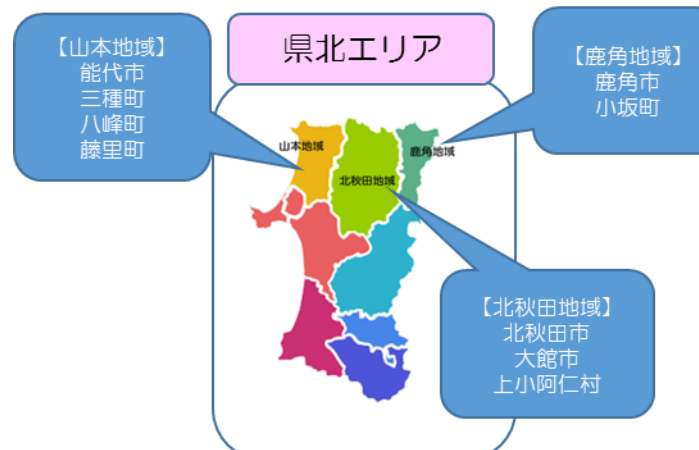 県北エリア
【山本地域】
能代市
三種町
八峰町
藤里町
【鹿角地域】
鹿角市
小坂町
山本地域
北秋田地域
鹿角地域
【北秋田地域】
北秋田市
大館市
上小阿仁村